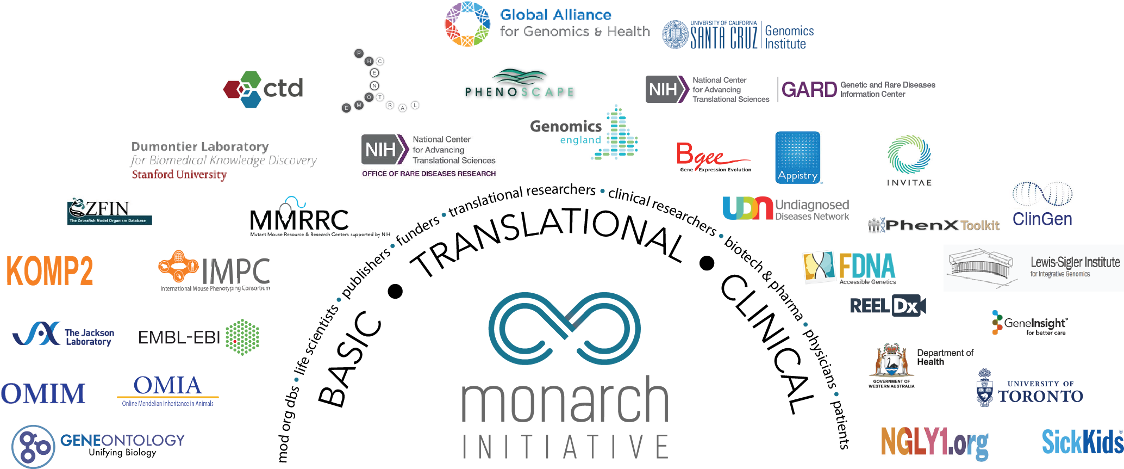 Global Alliance
for Genomics & Health
UNIVERSITY OF CALIFORNIA
SANTA CRUZ
Genomics
Institute
ctd
PHENOSCAPE
NIH
National Center
for Advancing
Translational Sciences
GARD
Genetic and Rare Diseases
Information Center
Genomics
england
Dumontier Laboratory
for Biomedical Knowledge Discovery
Stanford University
NIH
National Center
for Advancing
Translational Sciences
OFFICE OF RARE DISEASES RESEARCH
Bgee
Gene Expression Evolution
Appistry
INVITAE
ZFIN
The Zebrafish Model Organism Database
MMRRC
Mutant Mouse Resource & Research Centers supported by NIH
UDN
Undiagnosed
Diseases Network
PhenX Toolkit
ClinGen
KOMP2
IMPC
International Mouse Phenotyping Consortium
FDNA
Accessible Genetics
Lewis-Sigler Institute
for Integrative Genomics
REEL Dx
GeneInsight
for better care
The Jackson
Laboratory
EMBL-EBI
Department of
Health
GOVERNMENT OF
WESTERN AUSTRALIA
OMIM
OMIA
Online Mendelian Inheritance in Animals
UNIVERSITY OF
TORONTO
GENEONTOLOGY
Unifying Biology
NGLY1.org
SickKids
mod org dbs • life scientists • publishers • funders • translational researchers • clinical researchers • biotech & pharma • physicians • patients
BASIC • TRANSLATIONAL • CLINICAL
monarch
INITIATIVE